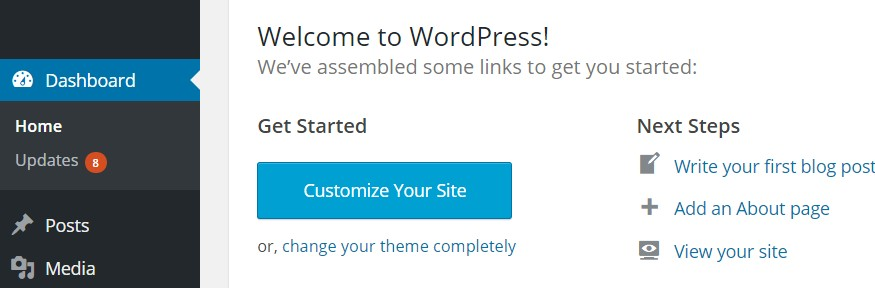 Dashboard
Home
Updates 8
Posts
Media
Welcome to WordPress!
We've assembled some links to get you started:
Get Started
Customize Your Site
or, change your theme completely
Next Steps
Write your first blog post
Add an About page
View your site